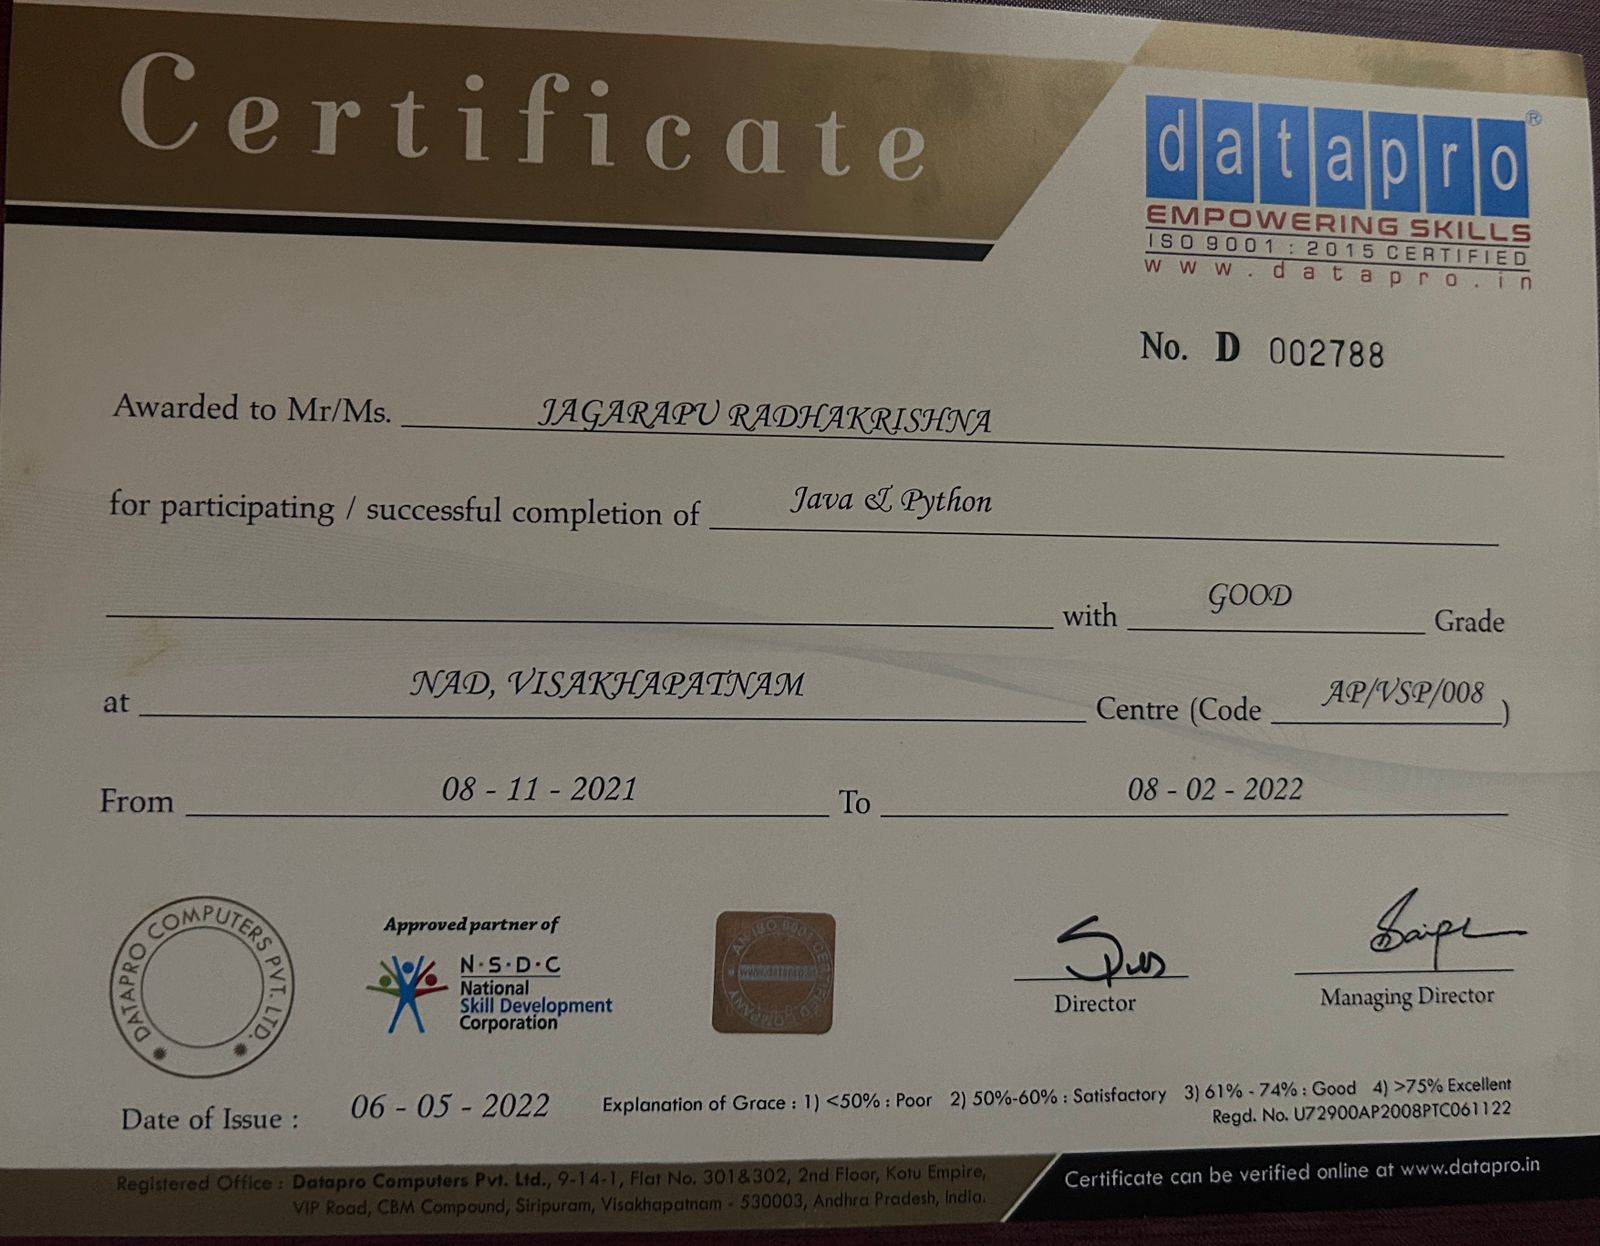 Certificate
datapro®
EMPOWERING SKILLS
ISO 9001 : 2015 CERTIFIED
www.datapro.in
No. D 002788
Awarded to Mr/Ms. JAGARAPU RADHAKRISHNA
for participating / successful completion of Java & Python
with GOOD Grade
at NAD, VISAKHAPATNAM Centre (Code AP/VSP/008)
From 08 - 11 - 2021 To 08 - 02 - 2022
DATAPRO COMPUTERS PVT. LTD.
Approved partner of
N·S·D·C
National
Skill Development
Corporation
AN ISO 9001 CERTIFIED COMPANY
www.datapro.in
Director
Managing Director
Date of Issue : 06 - 05 - 2022
Explanation of Grace : 1) <50% : Poor 2) 50%-60% : Satisfactory 3) 61% - 74% : Good 4) >75% Excellent
Regd. No. U72900AP2008PTC061122
Registered Office : Datapro Computers Pvt. Ltd., 9-14-1, Flat No. 301&302, 2nd Floor, Kotu Empire,
VIP Road, CBM Compound, Siripuram, Visakhapatnam - 530003, Andhra Pradesh, India.
Certificate can be verified online at www.datapro.in